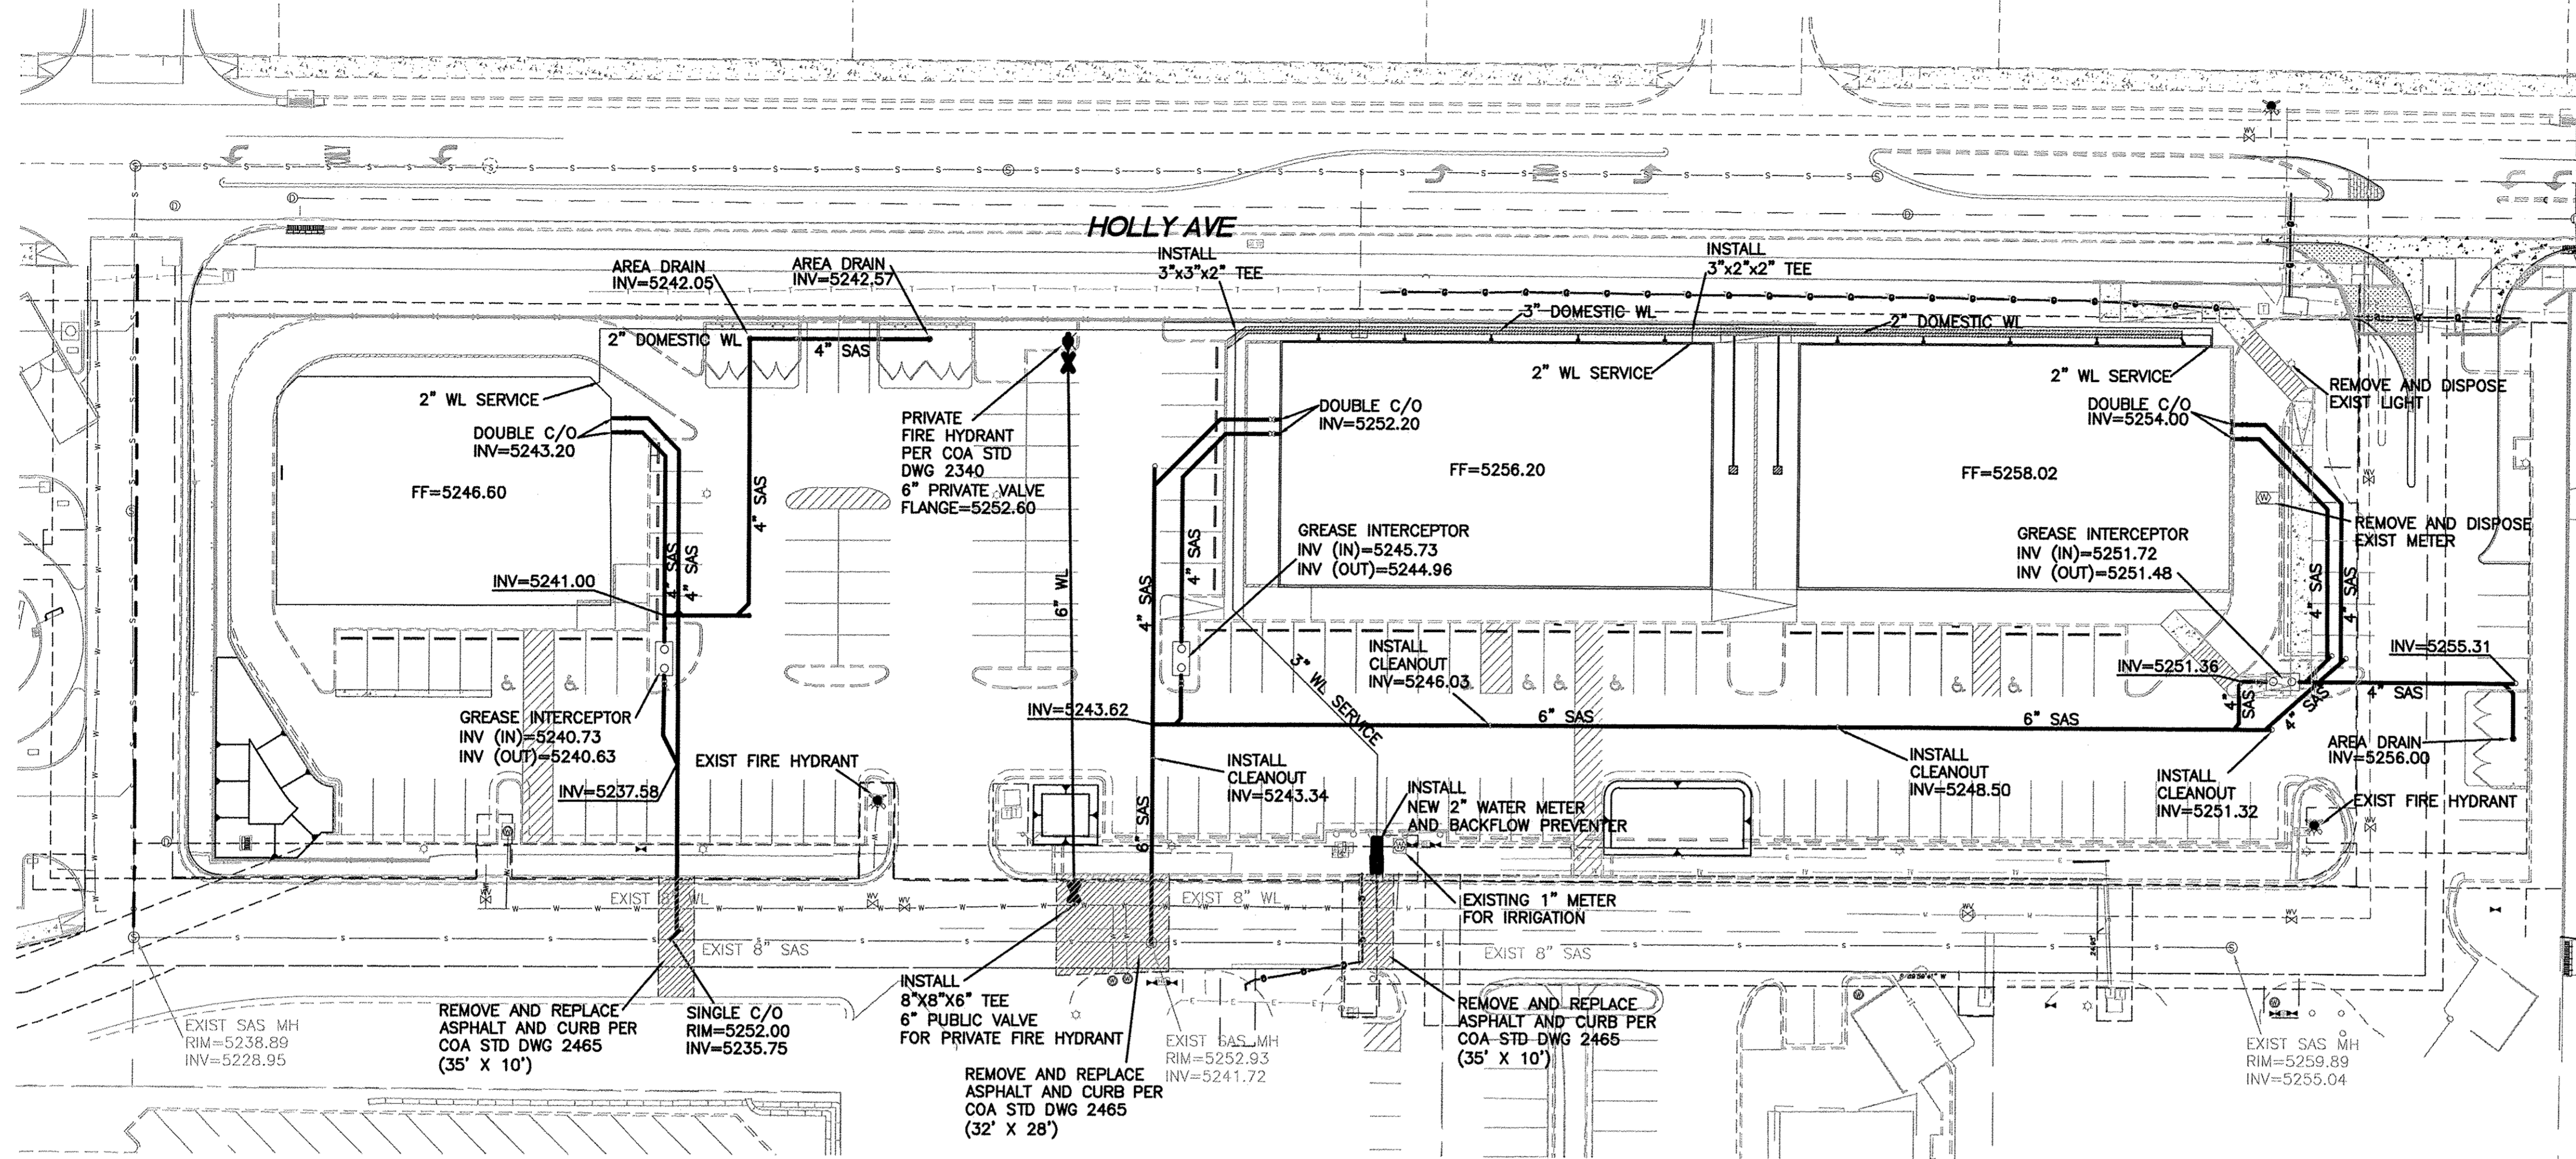 HOLLY AVE
INSTALL
3"x3"x2" TEE
INSTALL
3"x2"x2" TEE
AREA DRAIN
INV=5242.05
AREA DRAIN
INV=5242.57
2" DOMESTIC WL
4" SAS
3" DOMESTIC WL
2" DOMESTIC WL
2" WL SERVICE
2" WL SERVICE
2" WL SERVICE
REMOVE AND DISPOSE
EXIST LIGHT
DOUBLE C/O
INV=5243.20
PRIVATE
FIRE HYDRANT
PER COA STD
DWG 2340
6" PRIVATE VALVE
FLANGE=5252.60
DOUBLE C/O
INV=5252.20
DOUBLE C/O
INV=5254.00
FF=5246.60
FF=5256.20
FF=5258.02
4" SAS
4" SAS
4" SAS
6" WL
4" SAS
4" SAS
GREASE INTERCEPTOR
INV (IN)=5245.73
INV (OUT)=5244.96
GREASE INTERCEPTOR
INV (IN)=5251.72
INV (OUT)=5251.48
REMOVE AND DISPOSE
EXIST METER
4" SAS
4" SAS
INV=5241.00
INSTALL
CLEANOUT
INV=5246.03
3" WL SERVICE
INV=5251.36
INV=5255.31
4" SAS
4" SAS
4" SAS
GREASE INTERCEPTOR
INV (IN)=5240.73
INV (OUT)=5240.63
INV=5243.62
6" SAS
6" SAS
AREA DRAIN
INV=5256.00
EXIST FIRE HYDRANT
INV=5237.58
INSTALL
CLEANOUT
INV=5243.34
6" SAS
INSTALL
NEW 2" WATER METER
AND BACKFLOW PREVENTER
INSTALL
CLEANOUT
INV=5248.50
INSTALL
CLEANOUT
INV=5251.32
EXIST FIRE HYDRANT
EXIST 8" WL
EXIST 8" WL
EXISTING 1" METER
FOR IRRIGATION
EXIST 8" SAS
EXIST 8" SAS
EXIST SAS MH
RIM=5238.89
INV=5228.95
REMOVE AND REPLACE
ASPHALT AND CURB PER
COA STD DWG 2465
(35' X 10')
SINGLE C/O
RIM=5252.00
INV=5235.75
INSTALL
8"X8"X6" TEE
6" PUBLIC VALVE
FOR PRIVATE FIRE HYDRANT
REMOVE AND REPLACE
ASPHALT AND CURB PER
COA STD DWG 2465
(32' X 28')
EXIST SAS MH
RIM=5252.93
INV=5241.72
REMOVE AND REPLACE
ASPHALT AND CURB PER
COA STD DWG 2465
(35' X 10')
EXIST SAS MH
RIM=5259.89
INV=5255.04